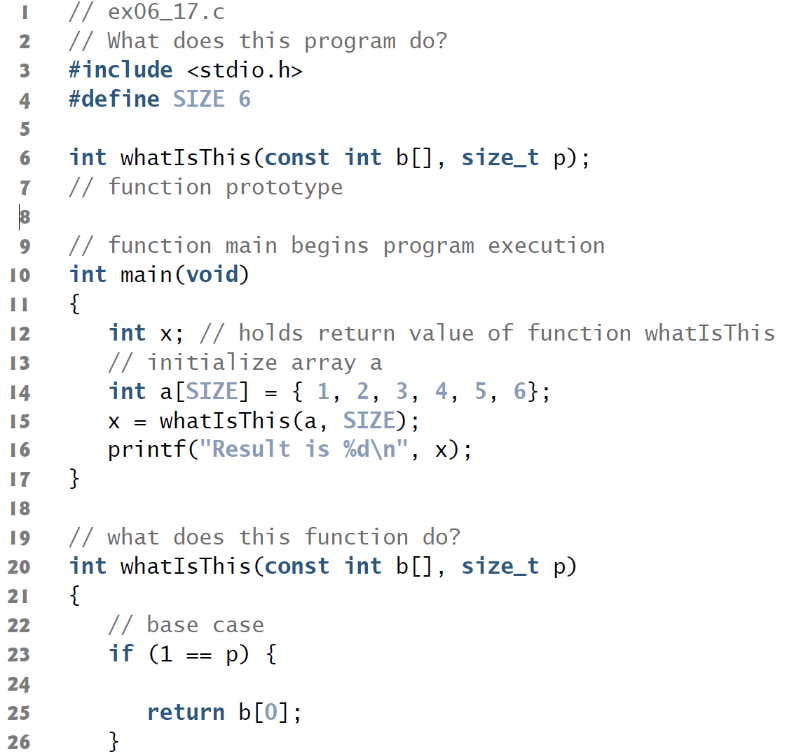 1 // ex06_17.c
2 // What does this program do?
3 #include <stdio.h>
4 #define SIZE 6
5
6 int whatIsThis(const int b[], size_t p);
7 // function prototype
8
9 // function main begins program execution
10 int main(void)
11 {
12 int x; // holds return value of function whatIsThis
13 // initialize array a
14 int a[SIZE] = { 1, 2, 3, 4, 5, 6};
15 x = whatIsThis(a, SIZE);
16 printf("Result is %d\n", x);
17 }
18
19 // what does this function do?
20 int whatIsThis(const int b[], size_t p)
21 {
22 // base case
23 if (1 == p) {
24
25 return b[0];
26 }